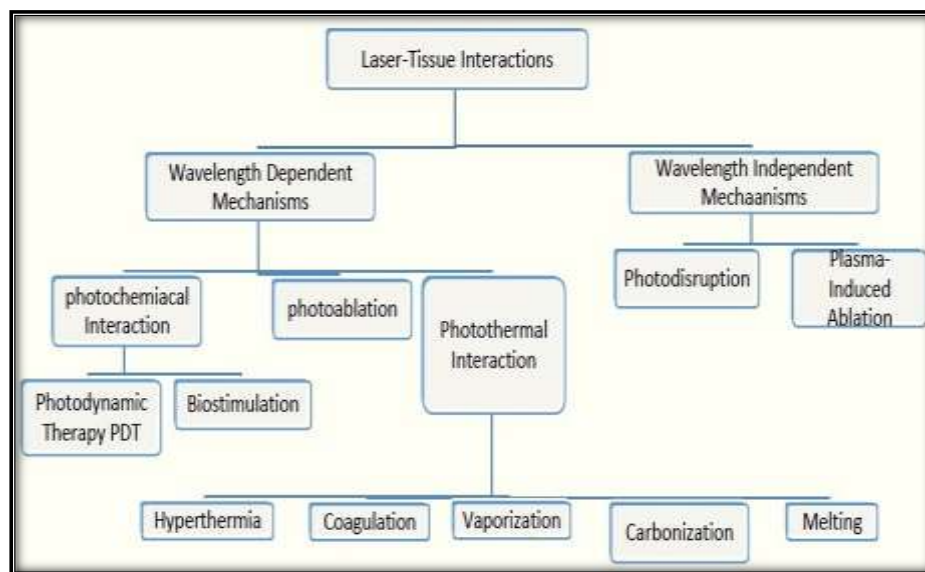 Laser-Tissue Interactions
Wavelength Dependent
Mechanisms
Wavelength Independent
Mechaanisms
photochemiacal
Interaction
photoablation
Photothermal
Interaction
Photodisruption
Plasma-
Induced
Ablation
Photodynamic
Therapy PDT
Biostimulation
Hyperthermia
Coagulation
Vaporization
Carbonization
Melting